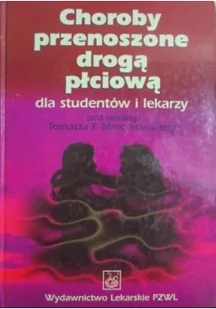 Choroby
przenoszone
drogą
płciową
dla studentów i lekarzy
pod redakcją
Tomasza F.
Wydawnictwo Lekarskie PZWL